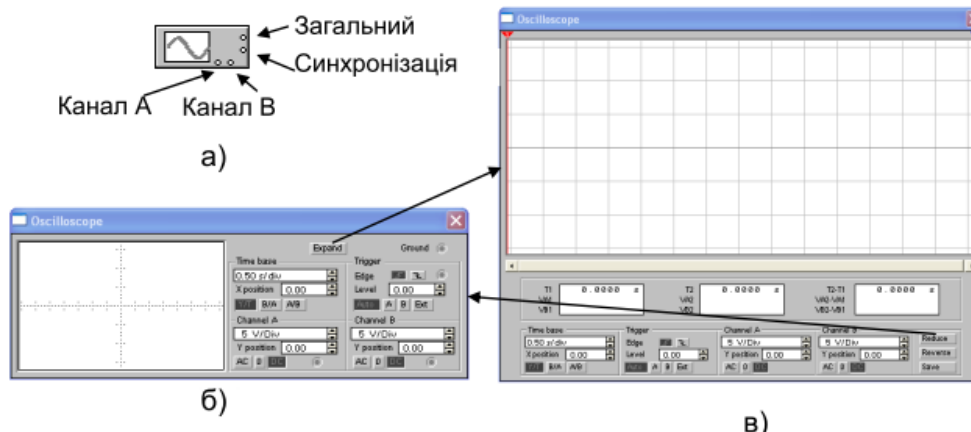 Загальний
Синхронізація
Канал А
Канал В
а)
Oscilloscope
Expand
Ground
Time base
0.50 s/div
X position 0.00
Y/T B/A A/B
Trigger
Edge
Level 0.00
Auto A B Ext
Channel A
5 V/Div
Y position 0.00
AC 0 DC
Channel B
5 V/Div
Y position 0.00
AC 0 DC
б)
Oscilloscope
T1 0.0000 s
VA1
VB1
T2 0.0000 s
VA2
VB2
T2-T1 0.0000 s
VA2-VA1
VB2-VB1
Time base
0.50 s/div
X position 0.00
Y/T B/A A/B
Trigger
Edge
Level 0.00
Auto A B Ext
Channel A
5 V/Div
Y position 0.00
AC 0 DC
Channel B
5 V/Div
Y position 0.00
AC 0 DC
Reduce
Reverse
Save
в)